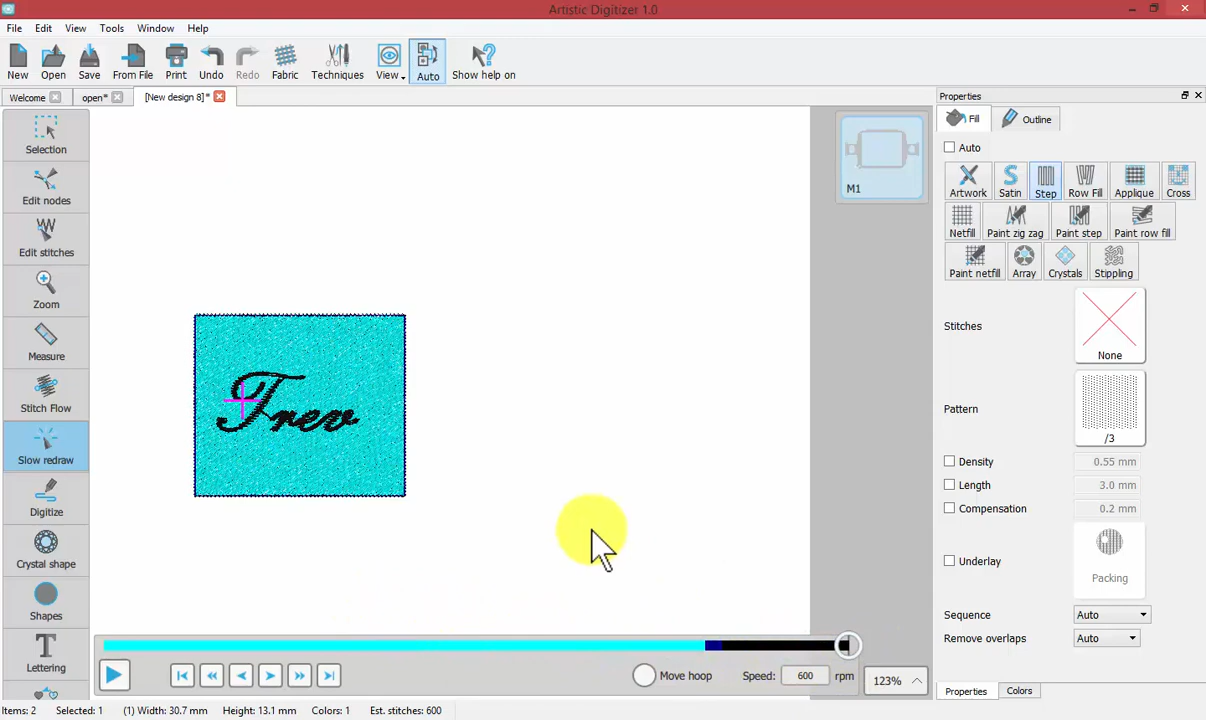 Artistic Digitizer 1.0
File Edit View Tools Window Help
New Open Save From File Print Undo Redo Fabric Techniques View Auto Show help on
Welcome open* [New design 8]*
Properties
Fill Outline
Selection
Edit nodes
Edit stitches
Zoom
Measure
Stitch Flow
Slow redraw
Digitize
Crystal shape
Shapes
Lettering
M1
Trev
Auto
Artwork Satin Step Row Fill Applique Cross
Netfill Paint zig zag Paint step Paint row fill
Paint netfill Array Crystals Stippling
Stitches
None
Pattern
/3
Density 0.55 mm
Length 3.0 mm
Compensation 0.2 mm
Underlay
Packing
Sequence Auto
Remove overlaps Auto
Move hoop Speed: 600 rpm 123%
Properties Colors
Items: 2 Selected: 1 (1) Width: 30.7 mm Height: 13.1 mm Colors: 1 Est. stitches: 600